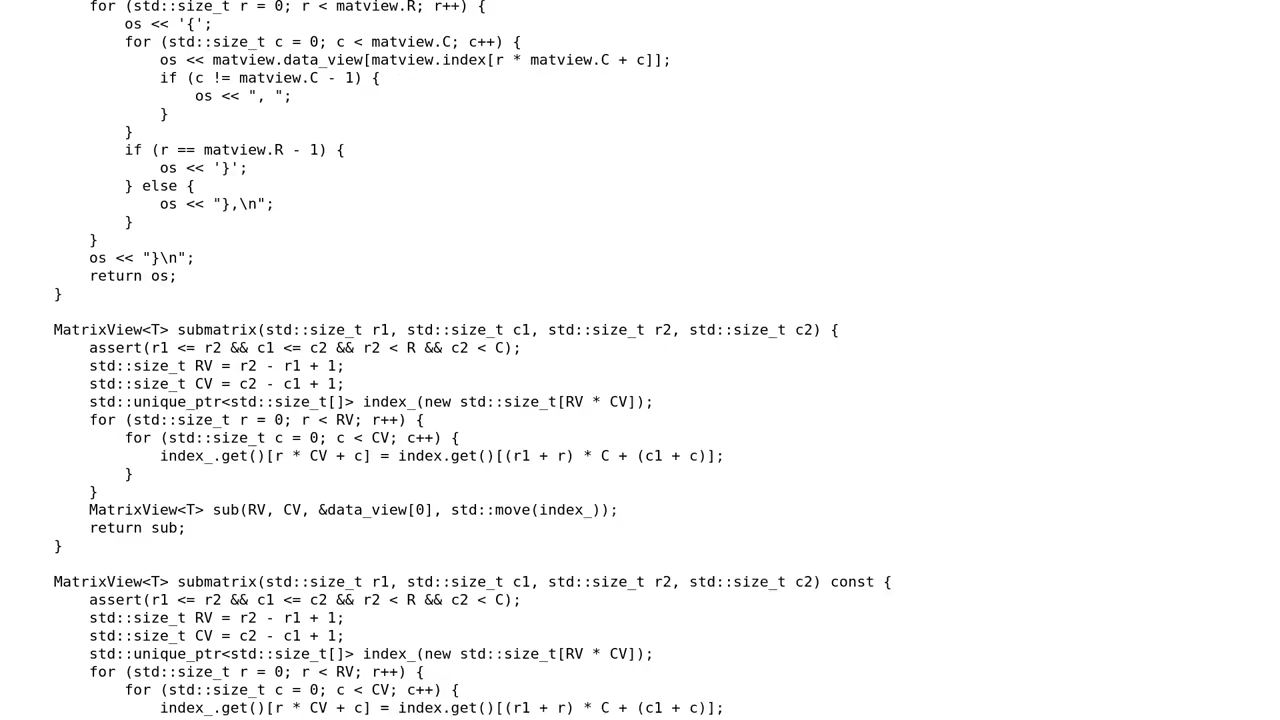 for (std::size_t r = 0; r < matview.R; r++) {
os << '{';
for (std::size_t c = 0; c < matview.C; c++) {
os << matview.data_view[matview.index[r * matview.C + c]];
if (c != matview.C - 1) {
os << ", ";
}
}
if (r == matview.R - 1) {
os << '}';
} else {
os << "},\n";
}
}
os << "}\n";
return os;
}
MatrixView<T> submatrix(std::size_t r1, std::size_t c1, std::size_t r2, std::size_t c2) {
assert(r1 <= r2 && c1 <= c2 && r2 < R && c2 < C);
std::size_t RV = r2 - r1 + 1;
std::size_t CV = c2 - c1 + 1;
std::unique_ptr<std::size_t[]> index_(new std::size_t[RV * CV]);
for (std::size_t r = 0; r < RV; r++) {
for (std::size_t c = 0; c < CV; c++) {
index_.get()[r * CV + c] = index.get()[(r1 + r) * C + (c1 + c)];
}
}
MatrixView<T> sub(RV, CV, &data_view[0], std::move(index_));
return sub;
}
MatrixView<T> submatrix(std::size_t r1, std::size_t c1, std::size_t r2, std::size_t c2) const {
assert(r1 <= r2 && c1 <= c2 && r2 < R && c2 < C);
std::size_t RV = r2 - r1 + 1;
std::size_t CV = c2 - c1 + 1;
std::unique_ptr<std::size_t[]> index_(new std::size_t[RV * CV]);
for (std::size_t r = 0; r < RV; r++) {
for (std::size_t c = 0; c < CV; c++) {
index_.get()[r * CV + c] = index.get()[(r1 + r) * C + (c1 + c)];